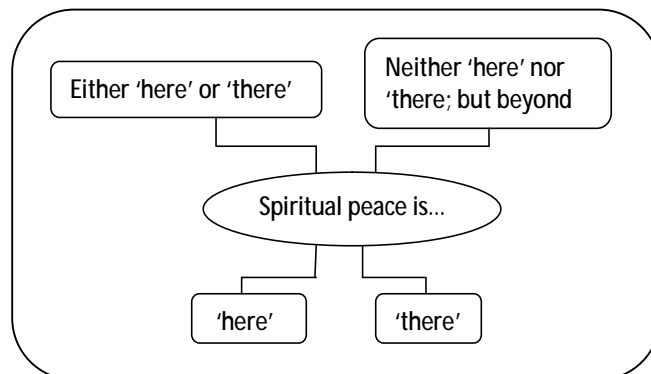 Either ‘here’ or ‘there’
Neither ‘here’ nor
‘there; but beyond
Spiritual peace is...
‘here’
‘there’